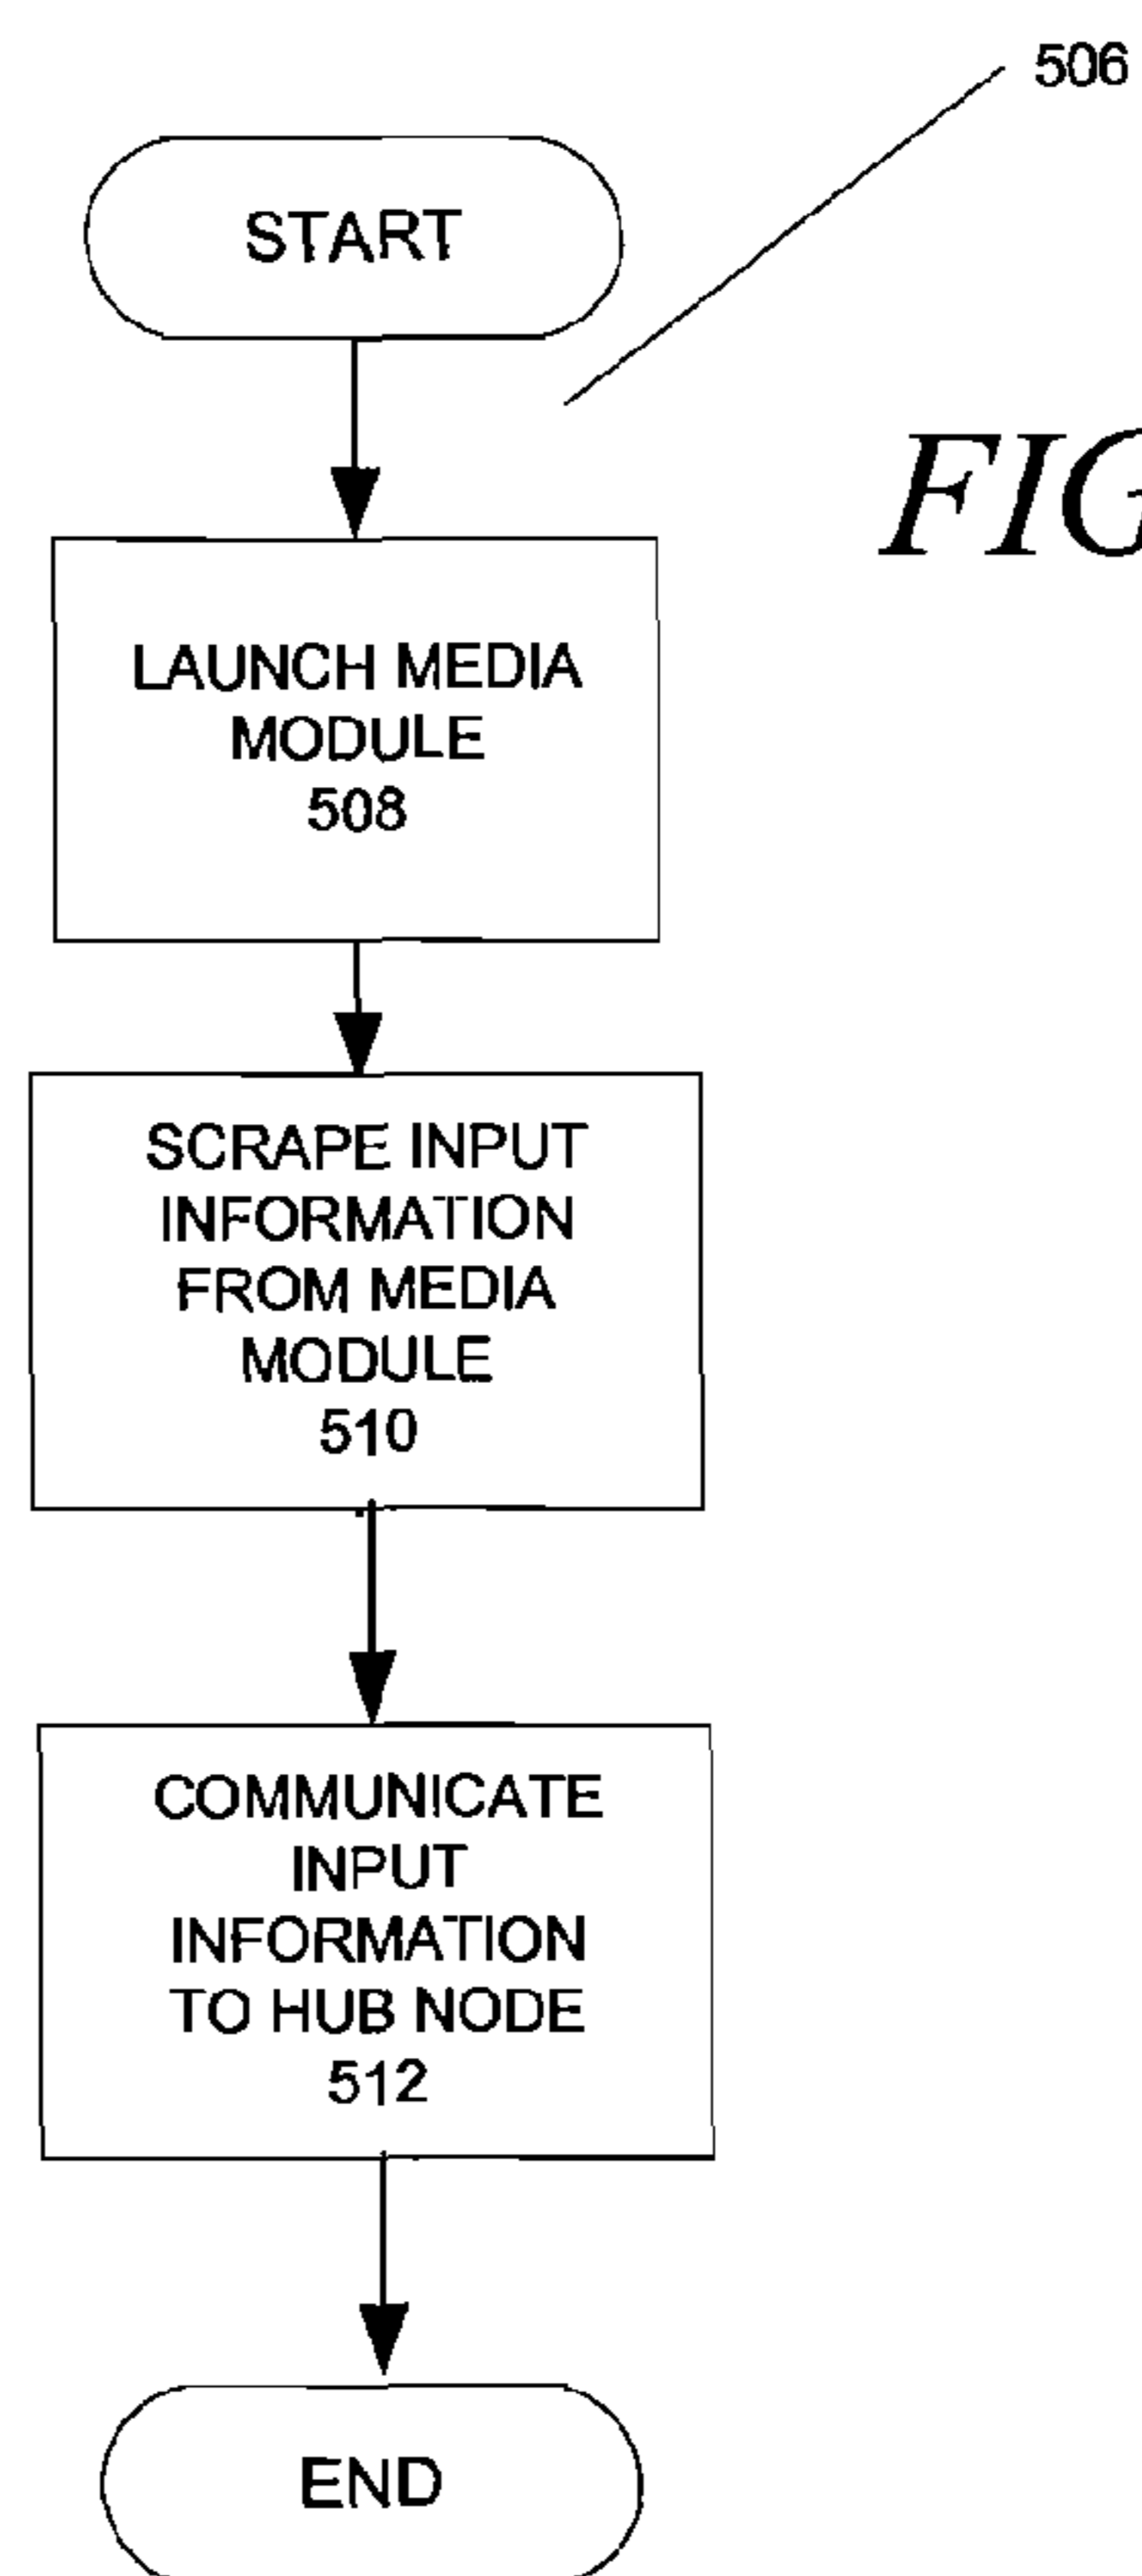 506
START
FIG
LAUNCH MEDIA
MODULE
508
SCRAPE INPUT
INFORMATION
FROM MEDIA
MODULE
510
COMMUNICATE
INPUT
INFORMATION
TO HUB NODE
512
END